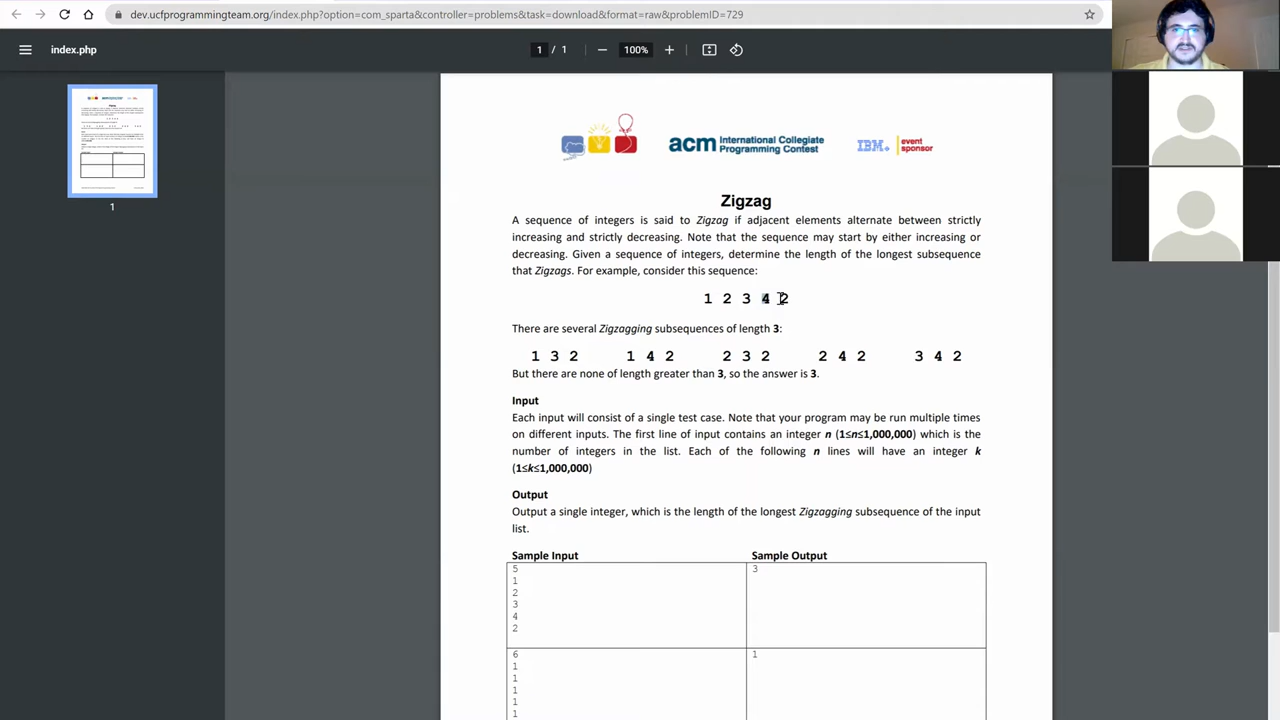 dev.ucfprogrammingteam.org/index.php?option=com_sparta&controller=problems&task=download&format=raw&problemID=729
index.php
1 / 1
100%
acm International Collegiate
Programming Contest
IBM.
event
sponsor
Zigzag
A sequence of integers is said to Zigzag if adjacent elements alternate between strictly
increasing and strictly decreasing. Note that the sequence may start by either increasing or
decreasing. Given a sequence of integers, determine the length of the longest subsequence
that Zigzags. For example, consider this sequence:
1 2 3 4 2
There are several Zigzagging subsequences of length 3:
1 3 2 1 4 2 2 3 2 2 4 2 3 4 2
But there are none of length greater than 3, so the answer is 3.
Input
Each input will consist of a single test case. Note that your program may be run multiple times
on different inputs. The first line of input contains an integer n (1≤n≤1,000,000) which is the
number of integers in the list. Each of the following n lines will have an integer k
(1≤k≤1,000,000)
Output
Output a single integer, which is the length of the longest Zigzagging subsequence of the input
list.
Sample Input Sample Output
5 3
1
2
3
4
2
6 1
1
1
1
1
1
1